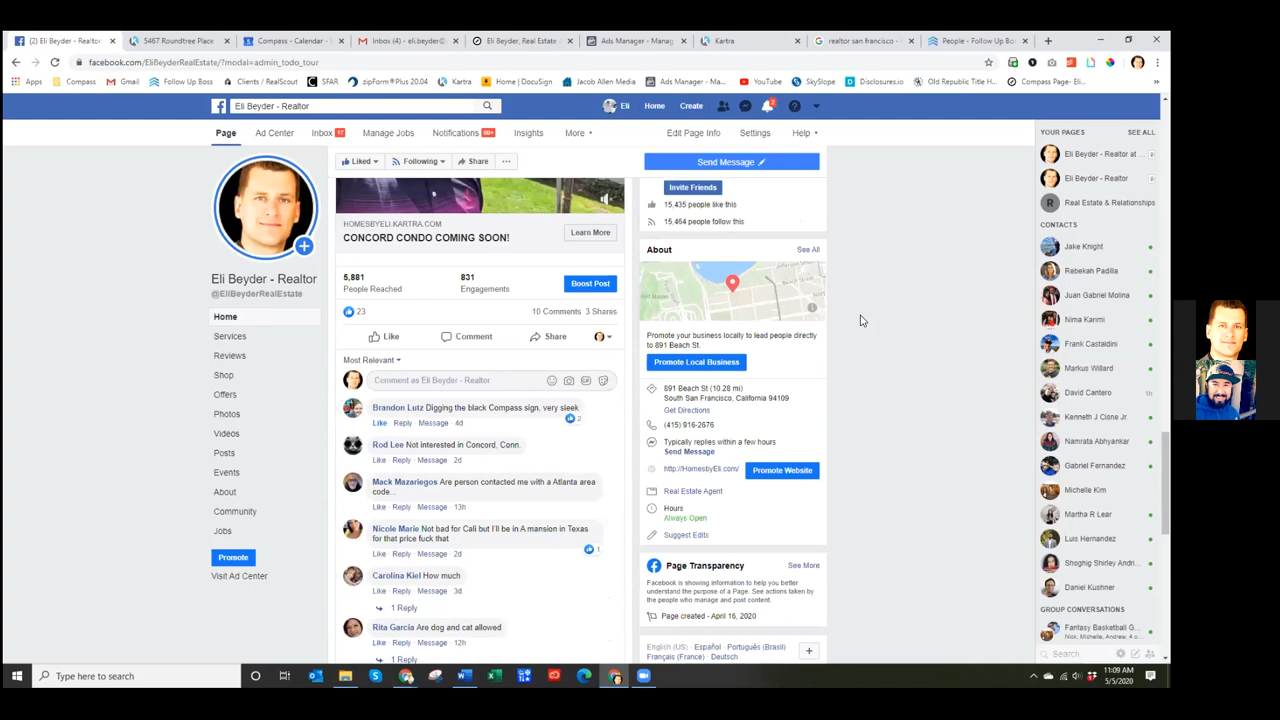 (2) Eli Beyder - Realtor
5467 Roundtree Place
Compass - Calendar -
Inbox (4) - eli.beyder@
Eli Beyder, Real Estate
Ads Manager - Manag
Kartra
realtor san francisco -
People - Follow Up Bos
facebook.com/EliBeyderRealEstate/?modal=admin_todo_tour
Apps Compass Gmail Follow Up Boss Clients / RealScout SFAR zipForm®Plus 20.04 Kartra Home | DocuSign Jacob Allen Media Ads Manager - Ma... YouTube SkySlope Disclosures.io Old Republic Title H... Compass Page- Eli...
Eli Beyder - Realtor
Eli Home Create 2
Page Ad Center Inbox 17 Manage Jobs Notifications 99+ Insights More Edit Page Info Settings Help
Liked Following Share ... Send Message
Eli Beyder - Realtor
@EliBeyderRealEstate
Home
Services
Reviews
Shop
Offers
Photos
Videos
Posts
Events
About
Community
Jobs
Promote
Visit Ad Center
HOMESBYELI.KARTRA.COM
CONCORD CONDO COMING SOON!
Learn More
5,881
People Reached
831
Engagements
Boost Post
23
10 Comments 3 Shares
Like Comment Share
Most Relevant
Comment as Eli Beyder - Realtor
Brandon Lutz Digging the black Compass sign, very sleek
2
Like · Reply · Message · 4d
Rod Lee Not interested in Concord, Conn.
Like · Reply · Message · 2d
Mack Mazariegos Are person contacted me with a Atlanta area
code...
Like · Reply · Message · 13h
Nicole Marie Not bad for Cali but I'll be in A mansion in Texas
for that price fuck that
1
Like · Reply · Message · 2d
Carolina Kiel How much
Like · Reply · Message · 3d
1 Reply
Rita Garcia Are dog and cat allowed
Like · Reply · Message · 12h
1 Reply
Invite Friends
15,435 people like this
15,464 people follow this
About See All
Promote your business locally to lead people directly
to 891 Beach St.
Promote Local Business
891 Beach St (10.28 mi)
South San Francisco, California 94109
Get Directions
(415) 916-2676
Typically replies within a few hours
Send Message
http://HomesbyEli.com/
Promote Website
Real Estate Agent
Hours
Always Open
Suggest Edits
Page Transparency See More
Facebook is showing information to help you better
understand the purpose of a Page. See actions taken by
the people who manage and post content.
Page created - April 16, 2020
English (US) · Español · Português (Brasil) ·
Français (France) · Deutsch
YOUR PAGES SEE ALL
Eli Beyder - Realtor at ...
Eli Beyder - Realtor
R Real Estate & Relationships
CONTACTS
Jake Knight
Rebekah Padilla
Juan Gabriel Molina
Nima Karimi
Frank Castaldini
Markus Willard
David Cantero 1h
Kenneth J Cisne Jr.
Namrata Abhyankar
Gabriel Fernandez
Michelle Kim
Martha R Lear
Luis Hernandez
Shoghig Shirley Andri...
Daniel Kushner
GROUP CONVERSATIONS
Fantasy Basketball G...
Nick, Michelle, Andrew, 4 o...
Search
Type here to search
11:09 AM
5/5/2020